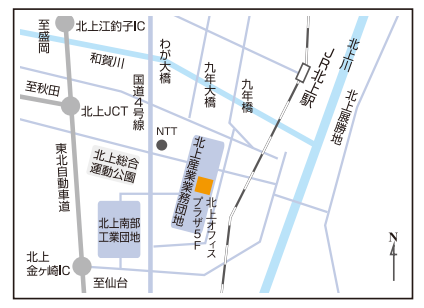 至盛岡
北上江釣子IC
和賀川
わが大橋
九年大橋
九年橋
JR北上駅
北上川
北上展勝地
至秋田
北上JCT
国道4号線
NTT
東北自動車道
北上総合
運動公園
北上産業業務団地
北上オフィス
プラザ5F
北上南部
工業団地
北上
金ヶ崎IC
至仙台
N